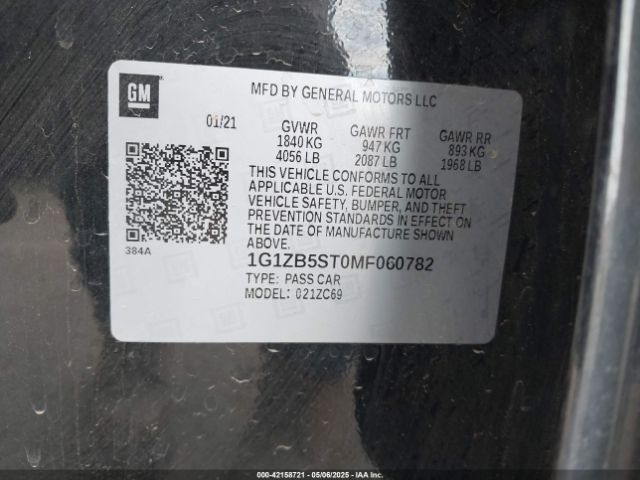 GM
MFD BY GENERAL MOTORS LLC
01/21
GVWR
1840 KG
4056 LB
GAWR FRT
947 KG
2087 LB
GAWR RR
893 KG
1968 LB
THIS VEHICLE CONFORMS TO ALL
APPLICABLE U.S. FEDERAL MOTOR
VEHICLE SAFETY, BUMPER, AND THEFT
PREVENTION STANDARDS IN EFFECT ON
THE DATE OF MANUFACTURE SHOWN
ABOVE.
384A
1G1ZB5ST0MF060782
TYPE: PASS CAR
MODEL: 021ZC69
000-42158721 05/06/2025 IAAI.COM